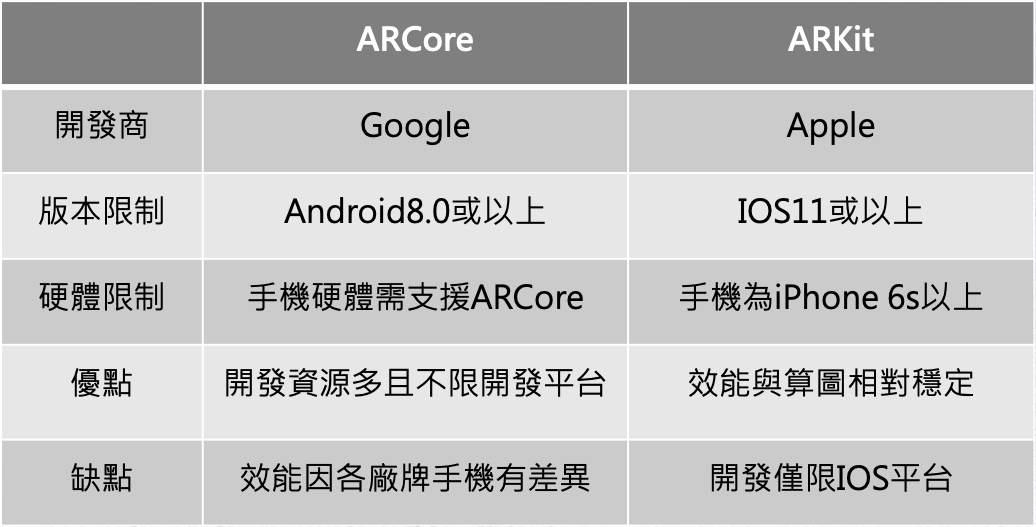 ARCore ARKit
開發商 Google Apple
版本限制 Android8.0或以上 IOS11或以上
硬體限制 手機硬體需支援ARCore 手機為iPhone 6s以上
優點 開發資源多且不限開發平台 效能與算圖相對穩定
缺點 效能因各廠牌手機有差異 開發僅限IOS平台